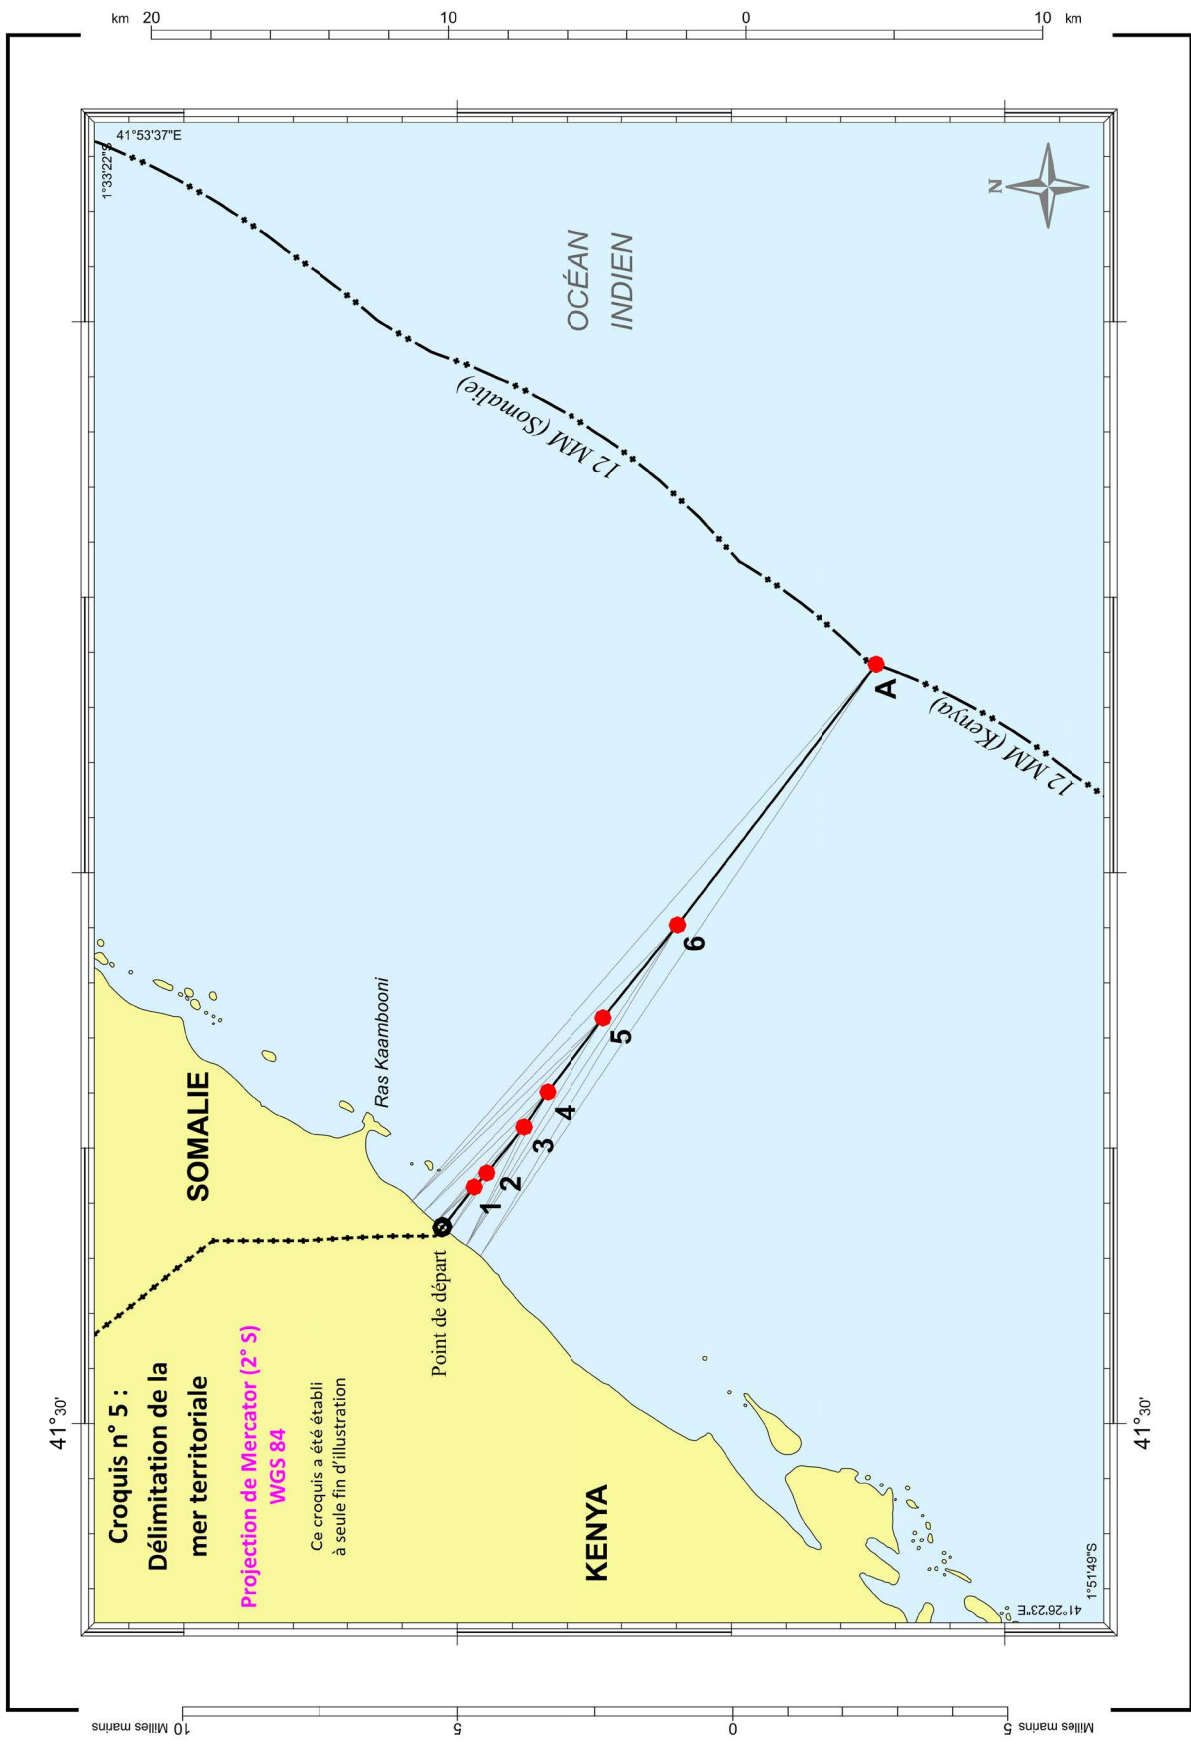 km 20 10 0 10 km
Croquis n° 5 :
Délimitation de la
mer territoriale
Projection de Mercator (2° S)
WGS 84
Ce croquis a été établi
à seule fin d'illustration
1°33'22"S
41°53'37"E
SOMALIE
KENYA
Ras Kaambooni
OCÉAN
INDIEN
N
12 MM (Somalie)
12 MM (Kenya)
Point de départ
1
2
3
4
5
6
A
41°30'
41°30'
1°51'49"S
41°26'23"E
Milles marins 10 5 0 5 Milles marins